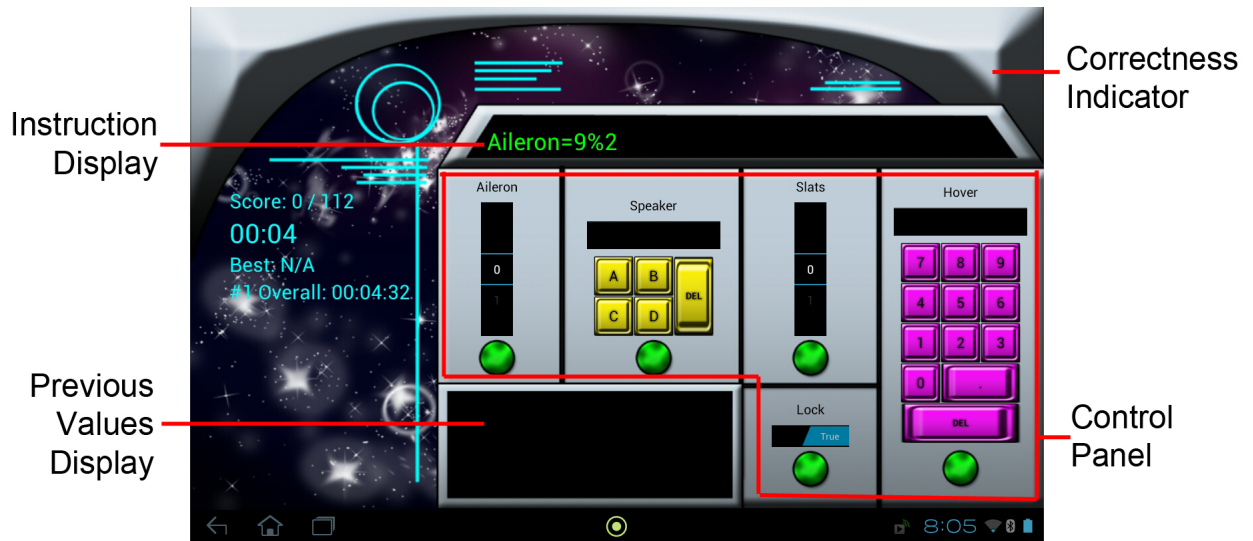 Correctness
Indicator
Instruction
Display
Aileron=9%2
Score: 0 / 112
00:04
Best: N/A
#1 Overall: 00:04:32
Aileron
0
1
Speaker
A B DEL
C D
Slats
0
1
Hover
7 8 9
4 5 6
1 2 3
0 .
DEL
Lock
True
Previous
Values
Display
Control
Panel
8:05